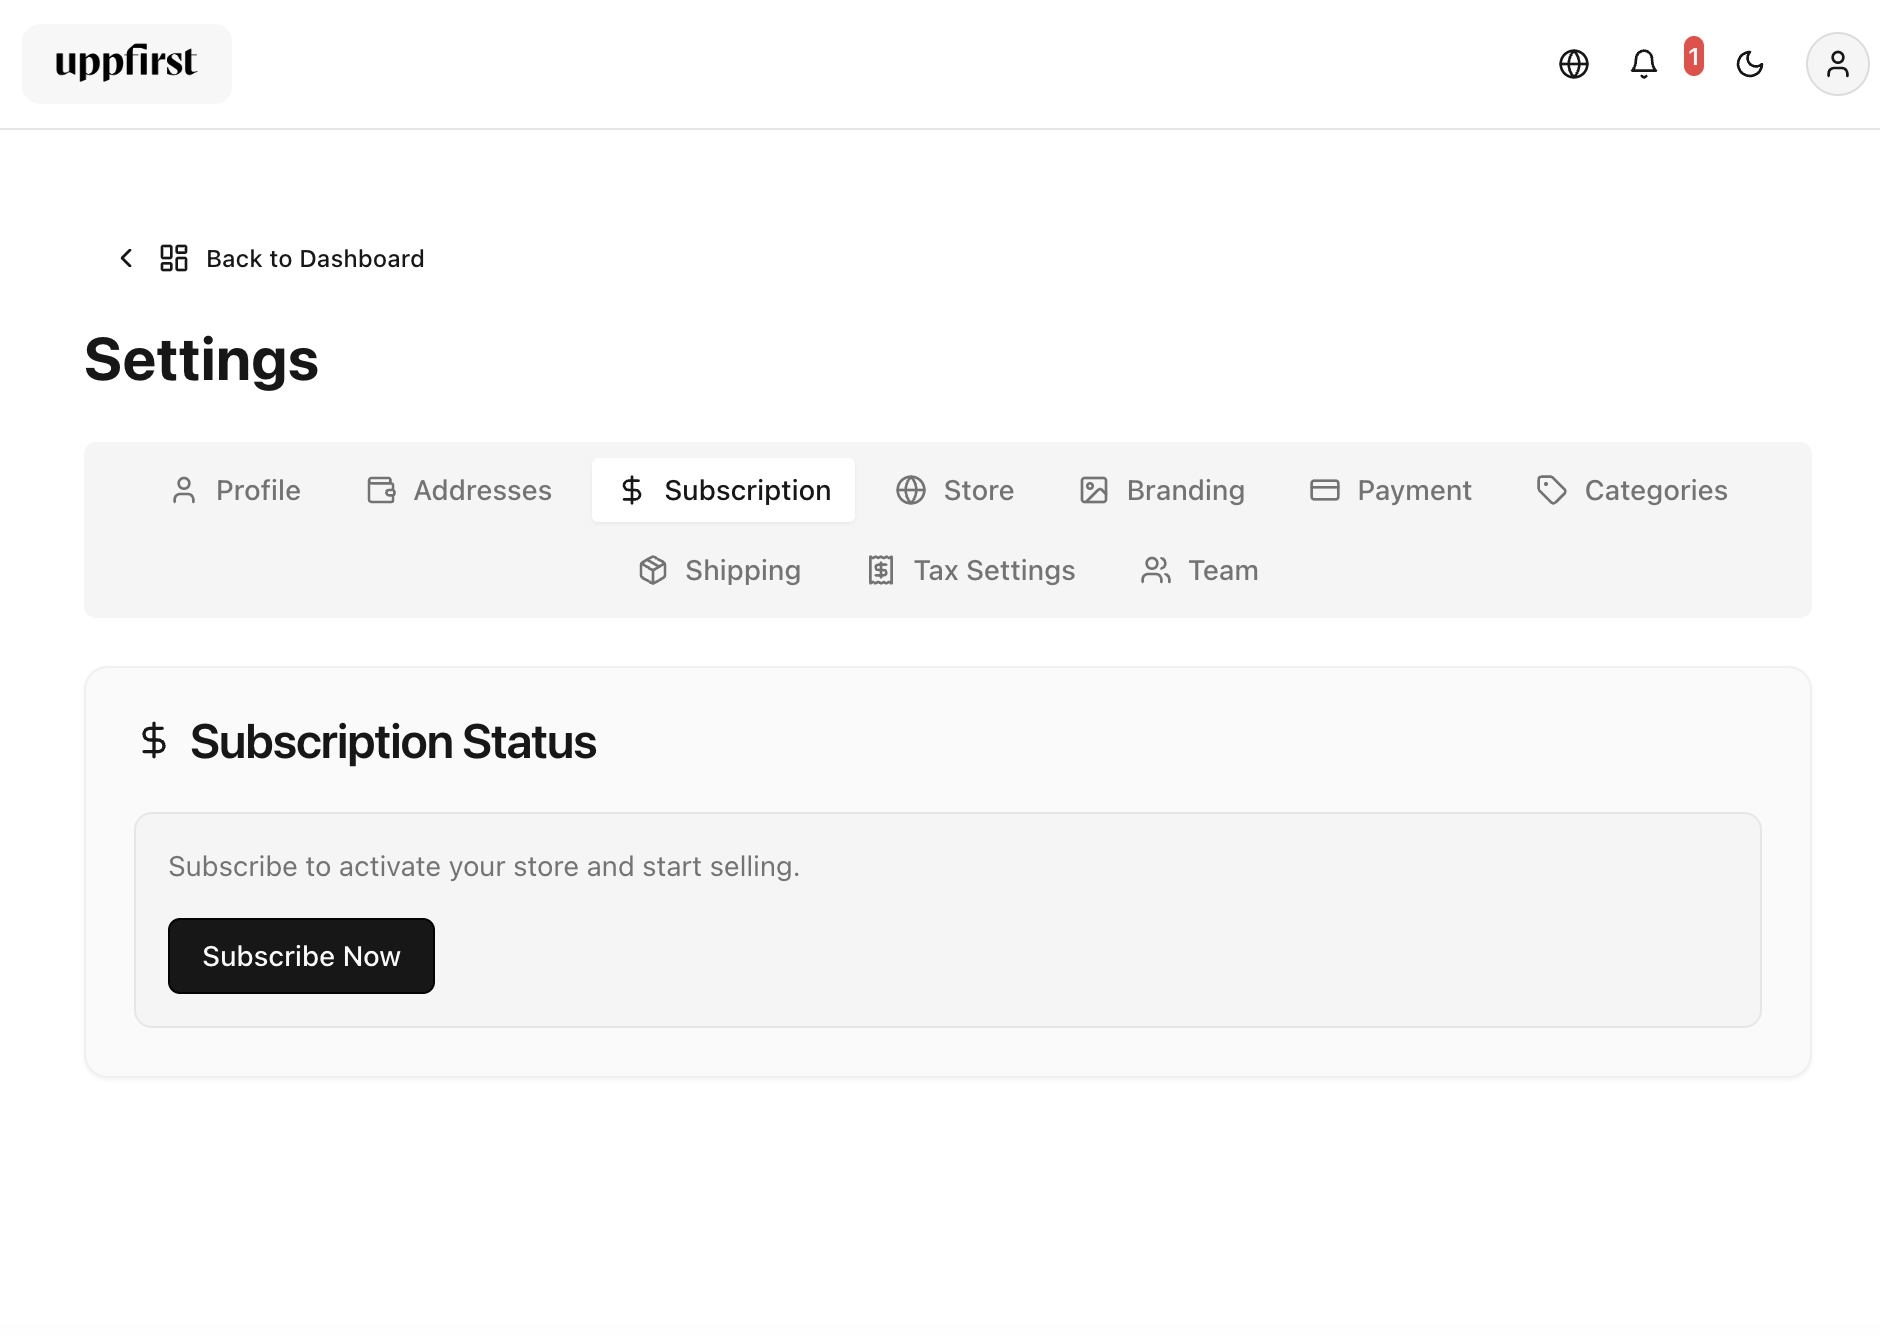 uppfirst
1
Back to Dashboard
Settings
Profile Addresses $ Subscription Store Branding Payment Categories
Shipping $ Tax Settings Team
$ Subscription Status
Subscribe to activate your store and start selling.
Subscribe Now